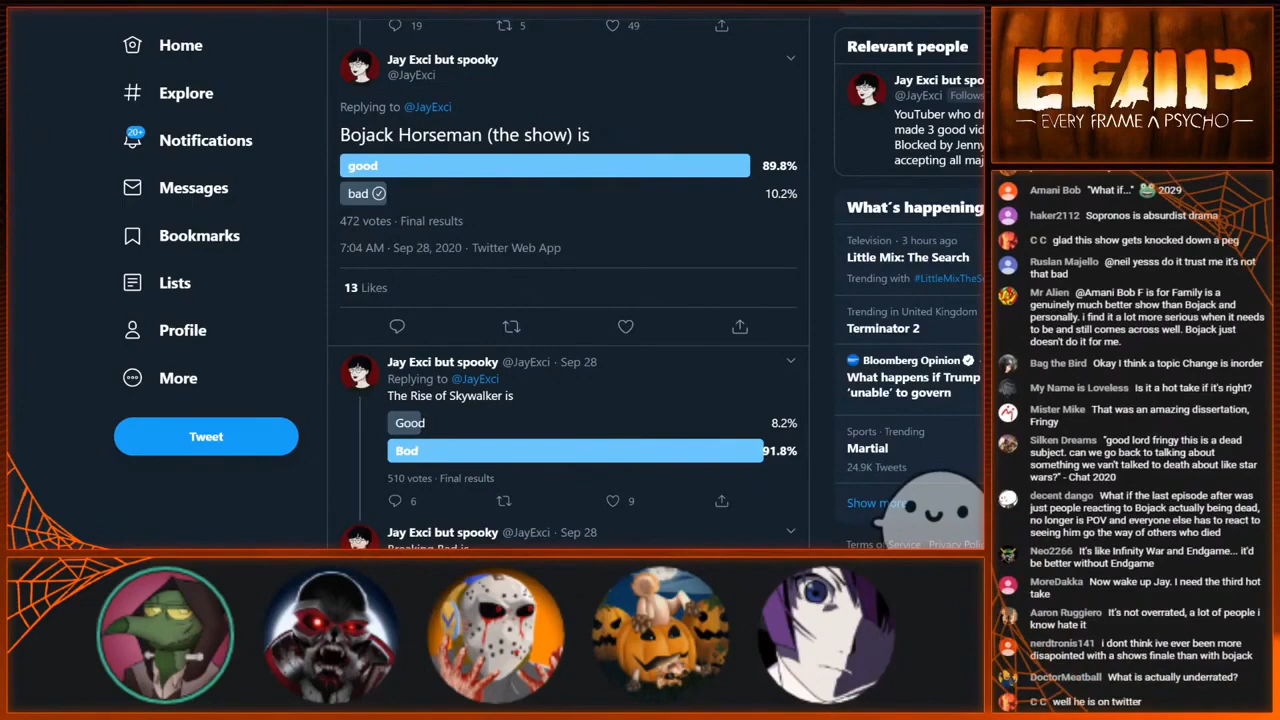 Home
Explore
20+
Notifications
Messages
Bookmarks
Lists
Profile
More
Tweet
19 5 49
Jay Exci but spooky
@JayExci
Replying to @JayExci
Bojack Horseman (the show) is
good 89.8%
bad 10.2%
472 votes · Final results
7:04 AM · Sep 28, 2020 · Twitter Web App
13 Likes
Jay Exci but spooky @JayExci · Sep 28
Replying to @JayExci
The Rise of Skywalker is
Good 8.2%
Bod 91.8%
510 votes · Final results
6 9
Jay Exci but spooky @JayExci · Sep 28
Breaking Bad is
Relevant people
Jay Exci but spo
@JayExci Follows
YouTuber who dr
made 3 good vid
Blocked by Jenny
accepting all maj
What's happening
Television · 3 hours ago
Little Mix: The Search
Trending with #LittleMixTheS
Trending in United Kingdom
Terminator 2
Bloomberg Opinion
What happens if Trump
'unable' to govern
Sports · Trending
Martial
24.9K Tweets
Show more
Terms of Service Privacy Polic
EFAP
EVERY FRAME A PSYCHO
Amani Bob "What if..." 2029
haker2112 Sopronos is absurdist drama
C C glad this show gets knocked down a peg
Ruslan Majello @neil yesss do it trust me it's not
that bad
Mr Alien @Amani Bob F is for Family is a
genuinely much better show than Bojack and
personally. i find it a lot more serious when it needs
to be and still comes across well. Bojack just
doesn't do it for me.
Bag the Bird Okay I think a topic Change is inorder
My Name is Loveless Is it a hot take if it's right?
Mister Mike That was an amazing dissertation,
Fringy
Silken Dreams "good lord fringy this is a dead
subject. can we go back to talking about
something we van't talked to death about like star
wars?" - Chat 2020
decent dango What if the last episode after was
just people reacting to Bojack actually being dead,
no longer is POV and everyone else has to react to
seeing him go the way of others who died
Neo2266 It's like Infinity War and Endgame... it'd
be better without Endgame
MoreDakka Now wake up Jay. I need the third hot
take
Aaron Ruggiero It's not overrated, a lot of people i
know hate it
nerdtronis141 i dont think ive ever been more
disapointed with a shows finale than with bojack
DoctorMeatball What is actually underrated?
C C well he is on twitter